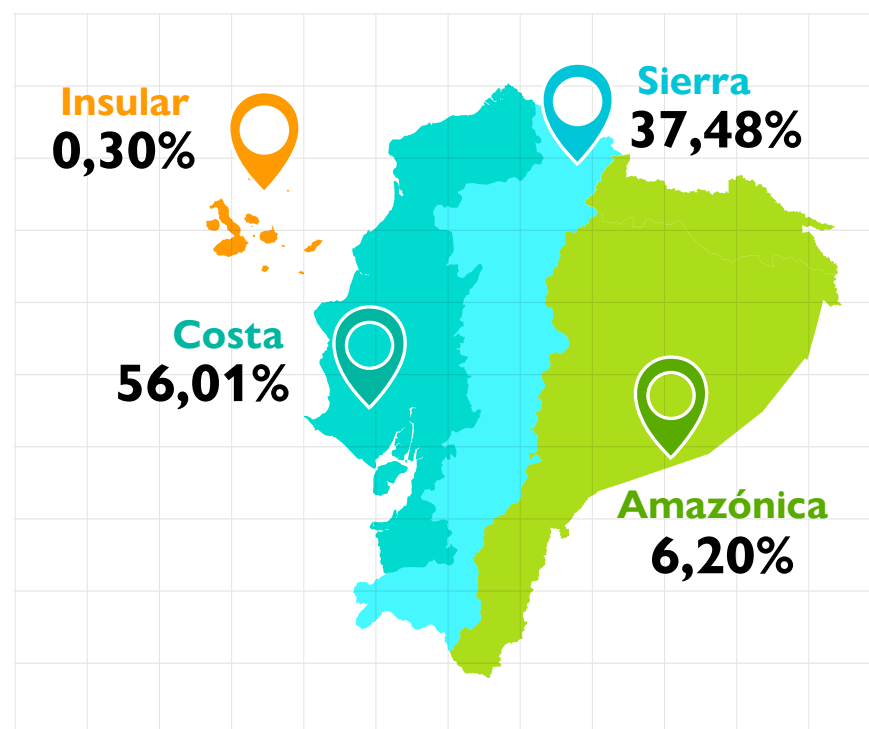 Insular
0,30%
Sierra
37,48%
Costa
56,01%
Amazónica
6,20%